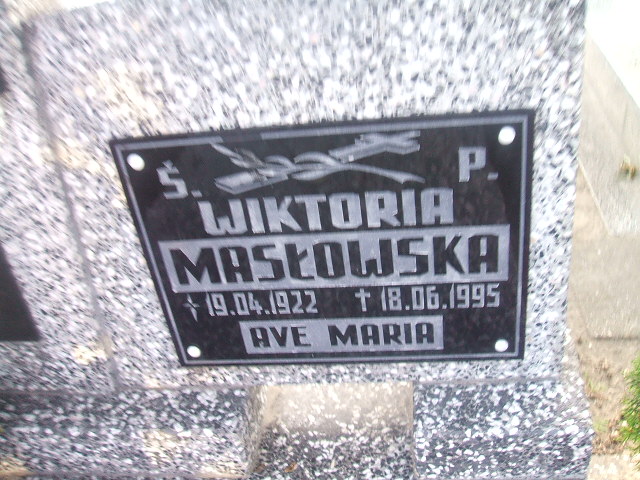 Ś. P.
WIKTORIA
MASŁOWSKA
19.04.1922 † 18.06.1995
AVE MARIA